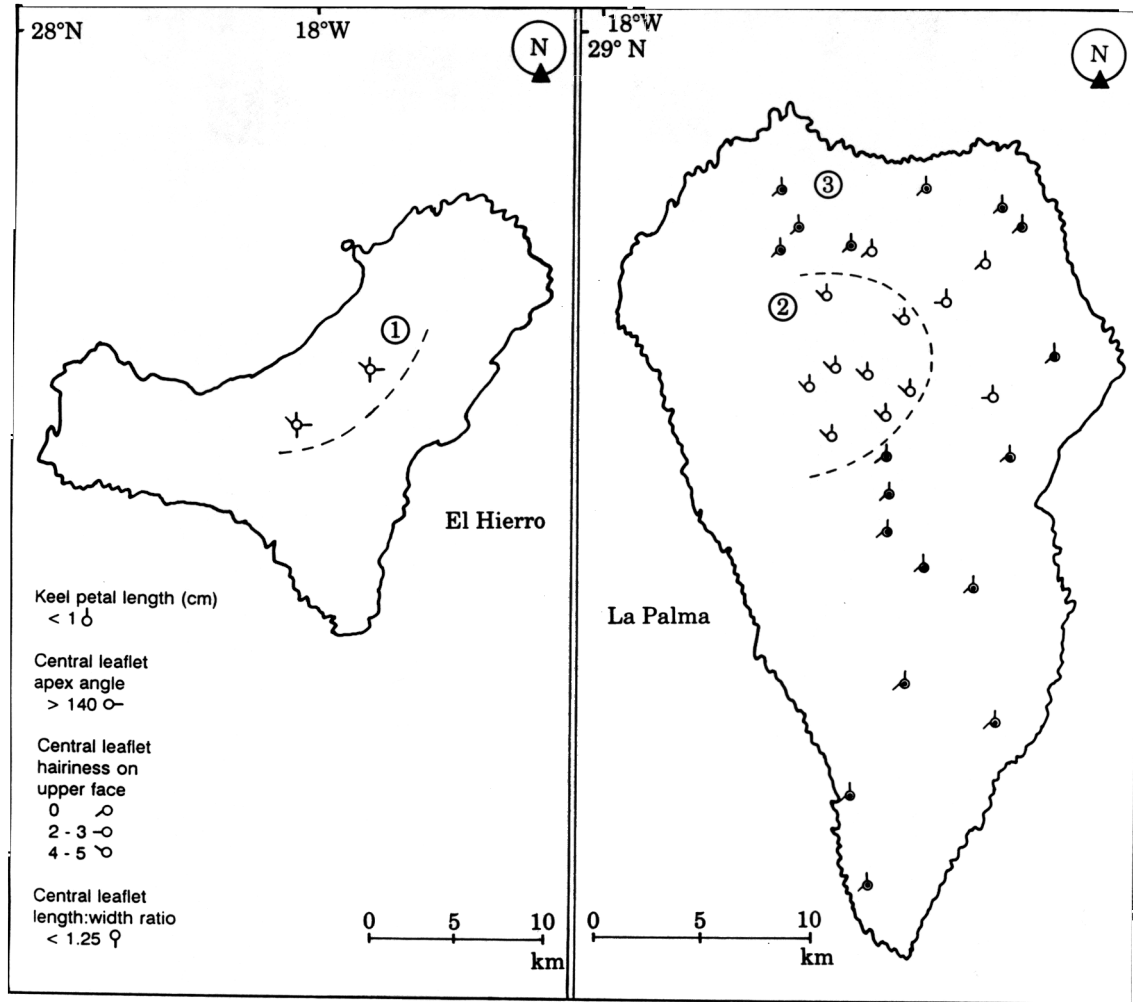 28°N
18°W
N
①
El Hierro
Keel petal length (cm)
< 1
Central leaflet
apex angle
> 140
Central leaflet
hairiness on
upper face
0
2 - 3
4 - 5
Central leaflet
length:width ratio
< 1.25
0 5 10
km
18°W
29° N
N
③
②
La Palma
0 5 10
km